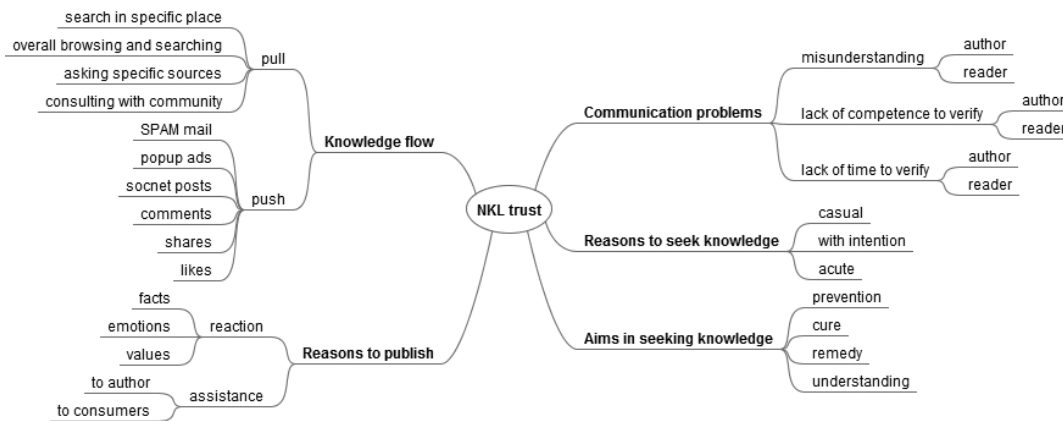 search in specific place
overall browsing and searching
asking specific sources
consulting with community
pull
SPAM mail
popup ads
socnet posts
comments
shares
likes
push
Knowledge flow
facts
emotions
values
reaction
to author
to consumers
assistance
Reasons to publish
NKL trust
Communication problems
misunderstanding
author
reader
lack of competence to verify
author
reader
lack of time to verify
author
reader
Reasons to seek knowledge
casual
with intention
acute
Aims in seeking knowledge
prevention
cure
remedy
understanding